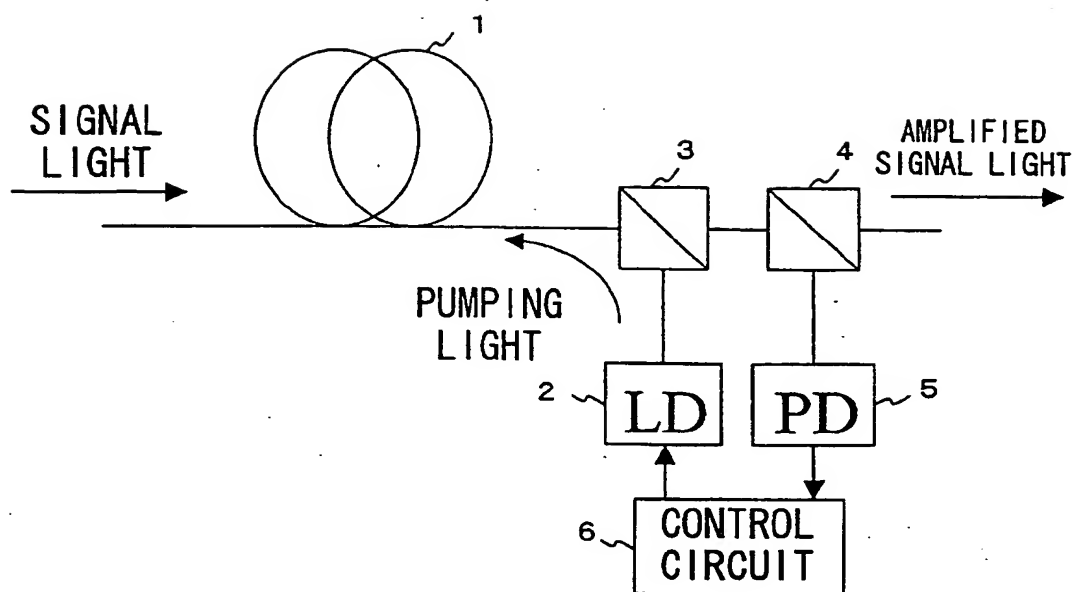 1
SIGNAL
LIGHT
3
4
AMPLIFIED
SIGNAL LIGHT
PUMPING
LIGHT
2
LD
PD
5
6
CONTROL
CIRCUIT